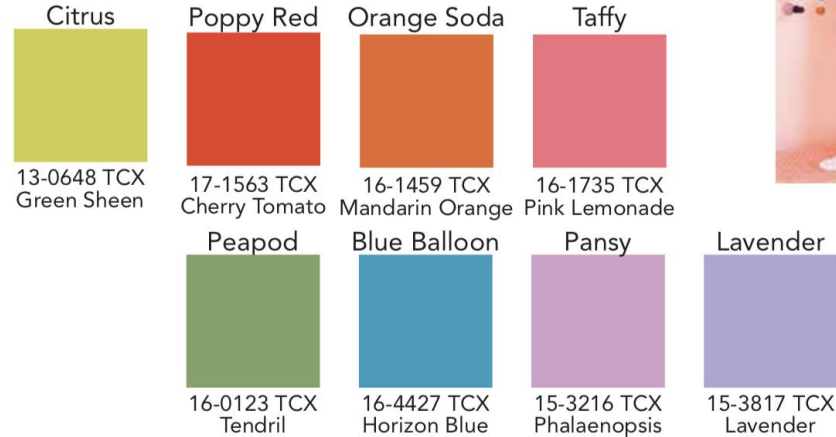 Citrus
Poppy Red
Orange Soda
Taffy
13-0648 TCX
Green Sheen
17-1563 TCX
Cherry Tomato
16-1459 TCX
Mandarin Orange
16-1735 TCX
Pink Lemonade
Peapod
Blue Balloon
Pansy
Lavender
16-0123 TCX
Tendril
16-4427 TCX
Horizon Blue
15-3216 TCX
Phalaenopsis
15-3817 TCX
Lavender